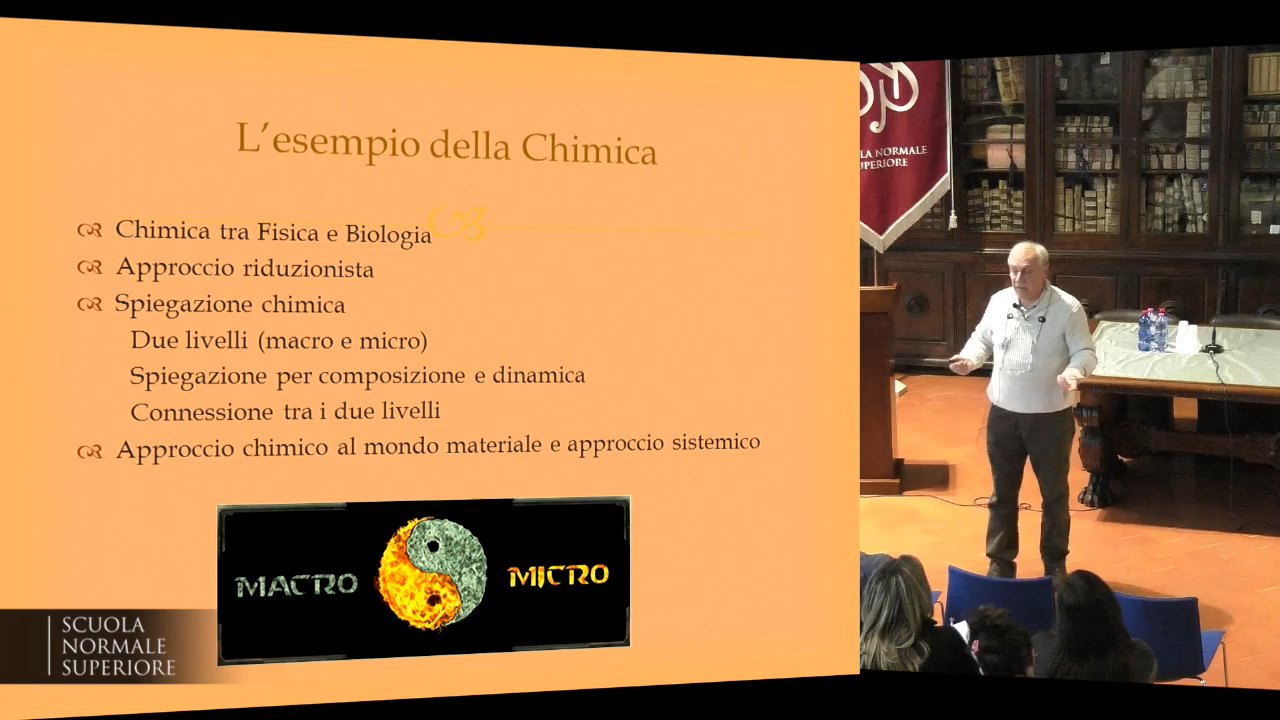 L'esempio della Chimica
Chimica tra Fisica e Biologia
Approccio riduzionista
Spiegazione chimica
Due livelli (macro e micro)
Spiegazione per composizione e dinamica
Connessione tra i due livelli
Approccio chimico al mondo materiale e approccio sistemico
MACRO
MICRO
SCUOLA
NORMALE
SUPERIORE
LA NORMALE
UPERIORE